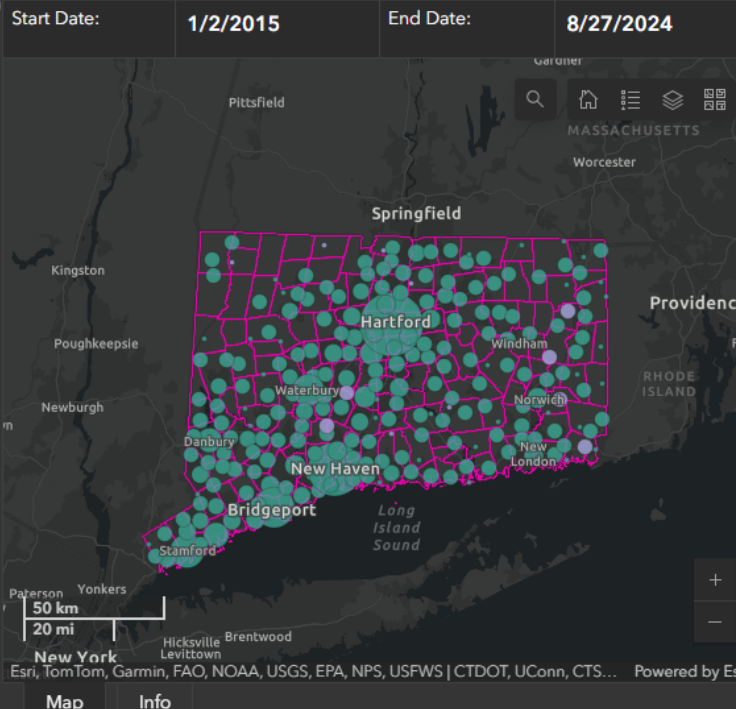 Start Date:
1/2/2015
End Date:
8/27/2024
Gardner
Pittsfield
MASSACHUSETTS
Worcester
Springfield
Kingston
Providenc
Hartford
Poughkeepsie
Windham
RHODE
ISLAND
Waterbury
Newburgh
Norwich
Danbury
New
London
New Haven
Bridgeport
Long
Island
Sound
Stamford
Paterson
Yonkers
50 km
20 mi
Hicksville
Levittown
Brentwood
New York
+
−
Esri, TomTom, Garmin, FAO, NOAA, USGS, EPA, NPS, USFWS | CTDOT, UConn, CTS...
Powered by Es
Map
Info